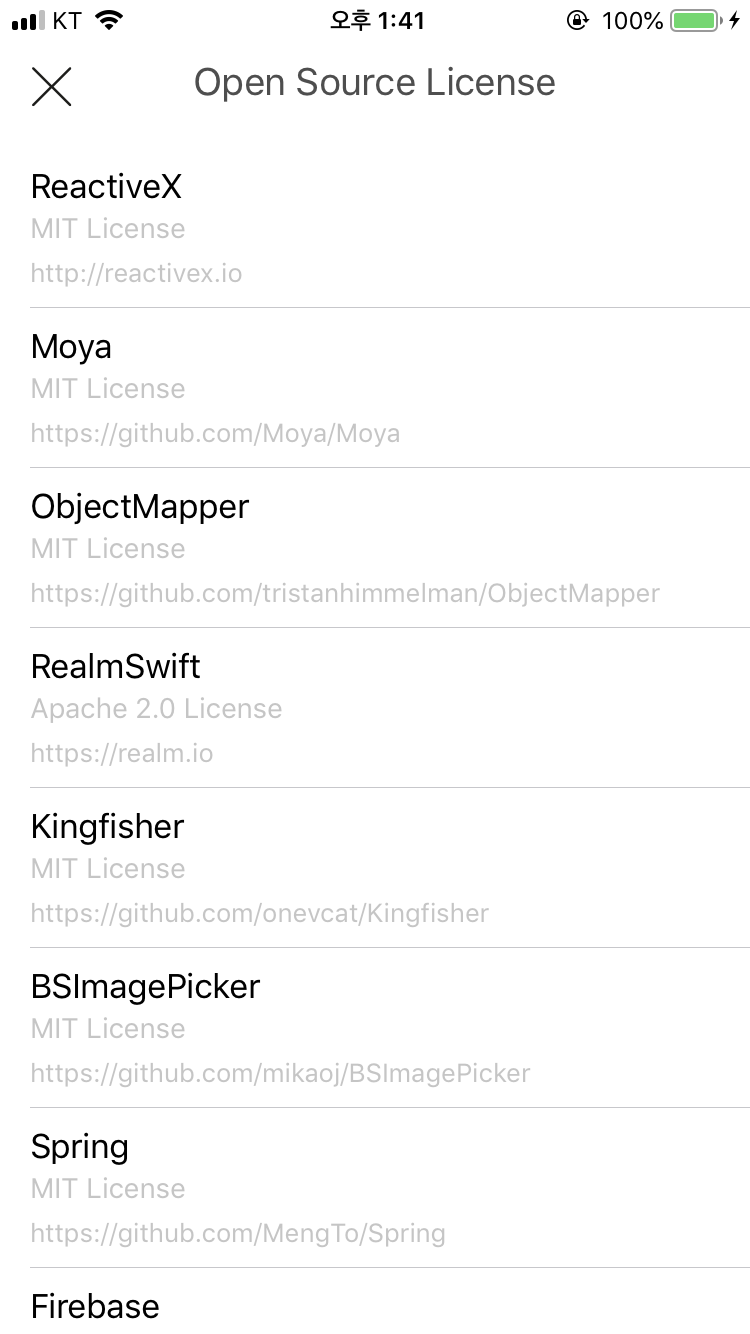 KT 오후 1:41 100%
Open Source License
ReactiveX
MIT License
http://reactivex.io
Moya
MIT License
https://github.com/Moya/Moya
ObjectMapper
MIT License
https://github.com/tristanhimmelman/ObjectMapper
RealmSwift
Apache 2.0 License
https://realm.io
Kingfisher
MIT License
https://github.com/onevcat/Kingfisher
BSImagePicker
MIT License
https://github.com/mikaoj/BSImagePicker
Spring
MIT License
https://github.com/MengTo/Spring
Firebase